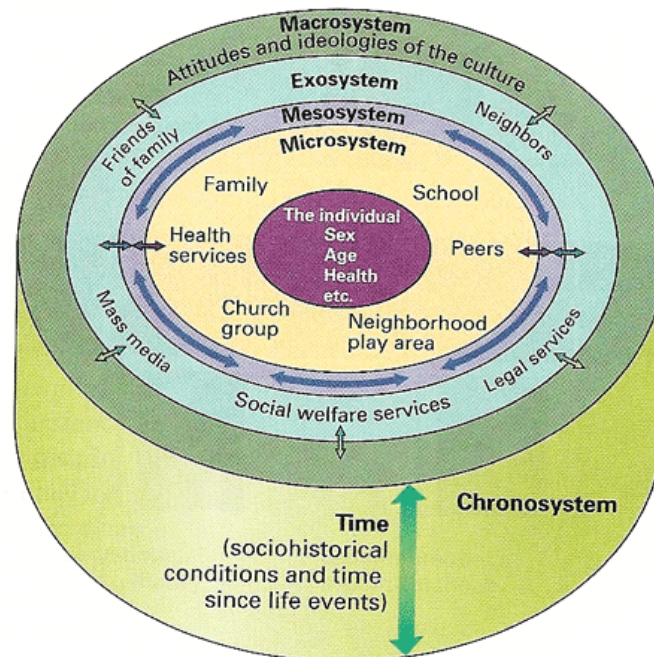 Macrosystem
Attitudes and ideologies of the culture
Exosystem
Mesosystem
Microsystem
Friends
of family
Neighbors
Family
School
The individual
Sex
Age
Health
etc.
Health
services
Peers
Church
group
Neighborhood
play area
Mass media
Legal services
Social welfare services
Chronosystem
Time
(sociohistorical
conditions and time
since life events)